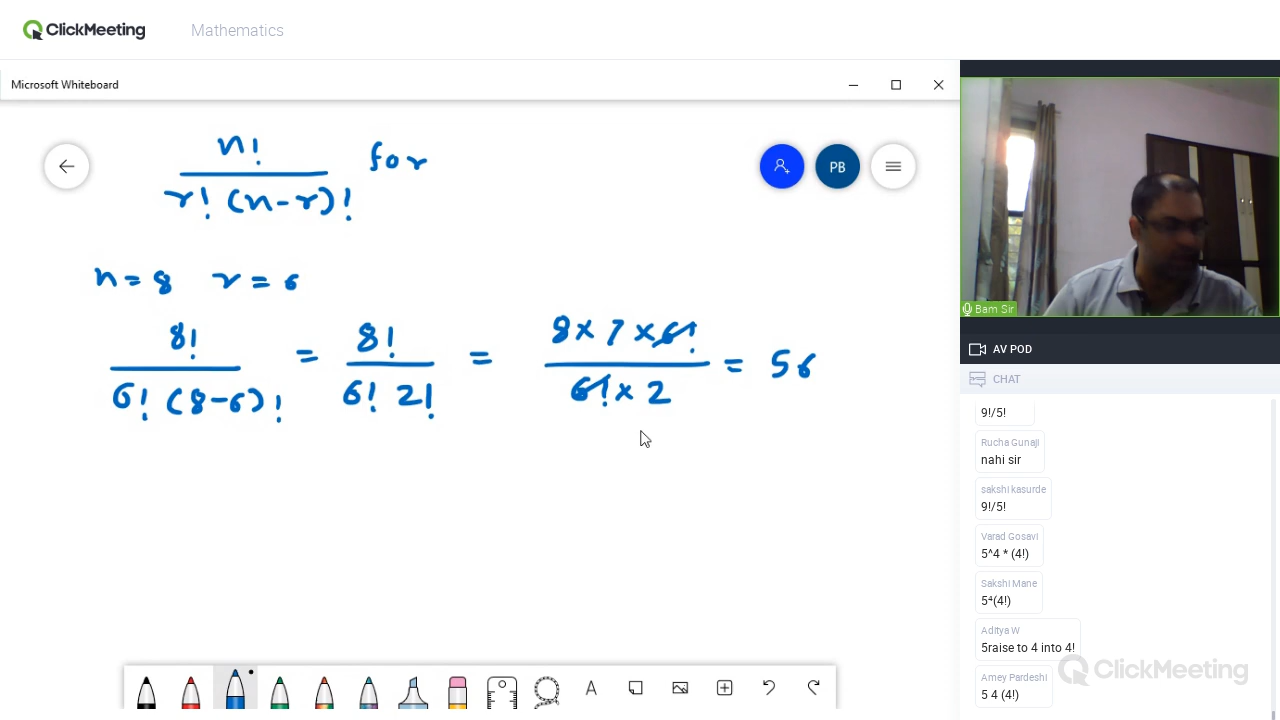 ClickMeeting Mathematics
Microsoft Whiteboard
n! / r! (n-r)! for
PB
n = 8 r = 6
8! / 6! (8-6)! = 8! / 6! 2! = 8 x 7 x 6! / 6! x 2 = 56
Bam Sir
AV POD
CHAT
9!/5!
Rucha Gunaji
nahi sir
sakshi kasurde
9!/5!
Varad Gosavi
5^4 * (4!)
Sakshi Mane
5⁴(4!)
Aditya W
5raise to 4 into 4!
Amey Pardeshi
5 4 (4!)
ClickMeeting
A